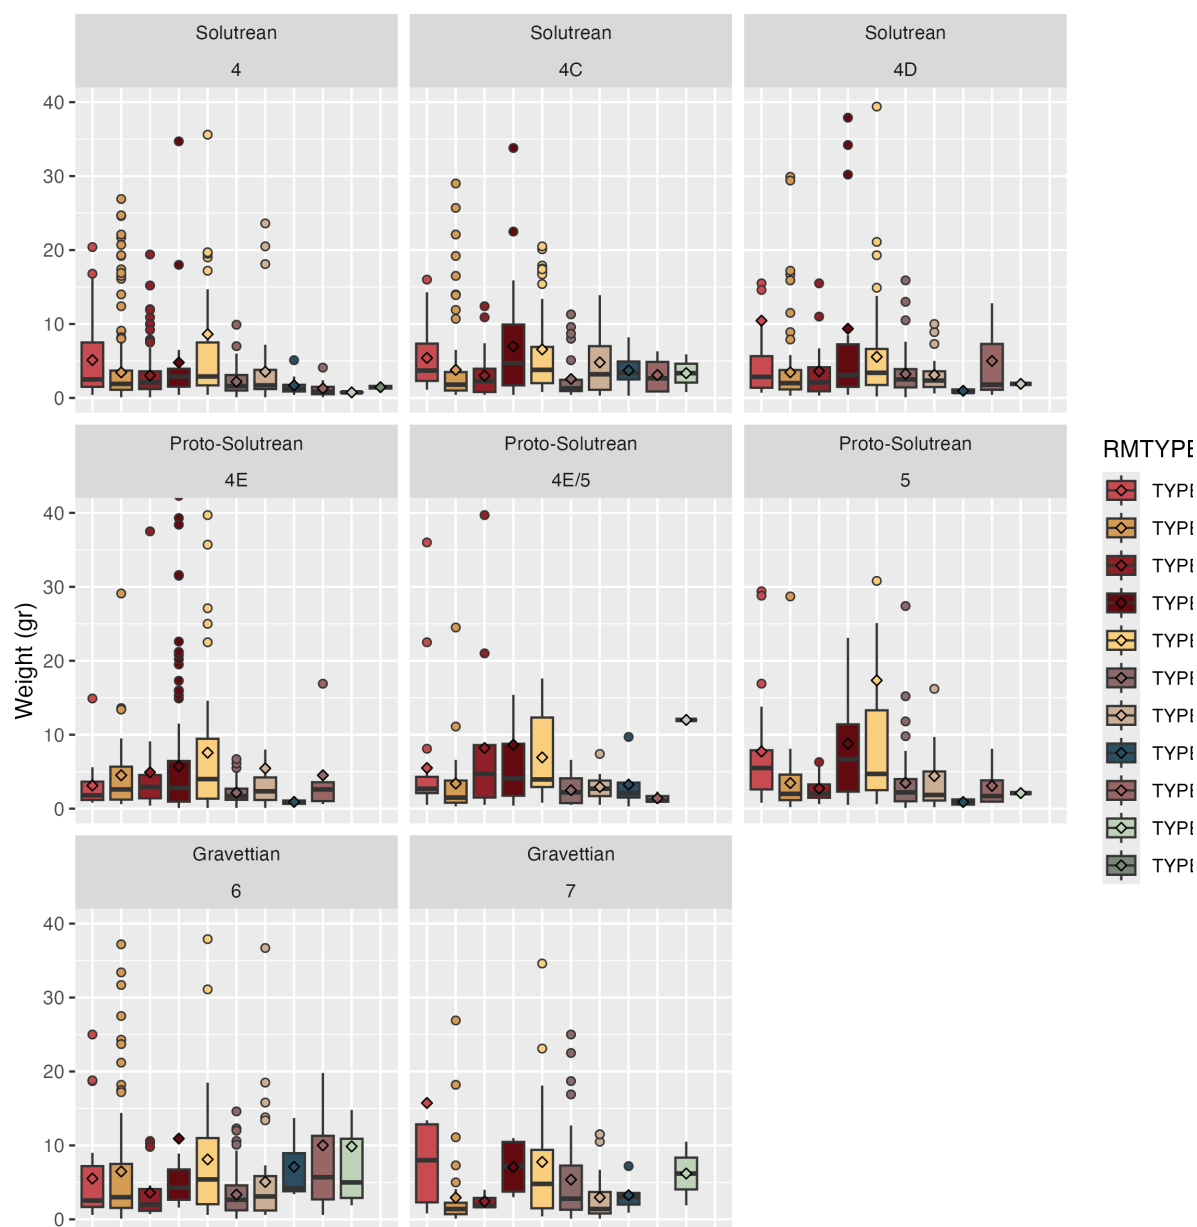 Solutrean
4
Solutrean
4C
Solutrean
4D
40
30
20
10
0
Proto-Solutrean
4E
Proto-Solutrean
4E/5
Proto-Solutrean
5
40
30
20
10
0
Gravettian
6
Gravettian
7
40
30
20
10
0
Weight (gr)
RMTYPE
TYPE
TYPE
TYPE
TYPE
TYPE
TYPE
TYPE
TYPE
TYPE
TYPE
TYPE